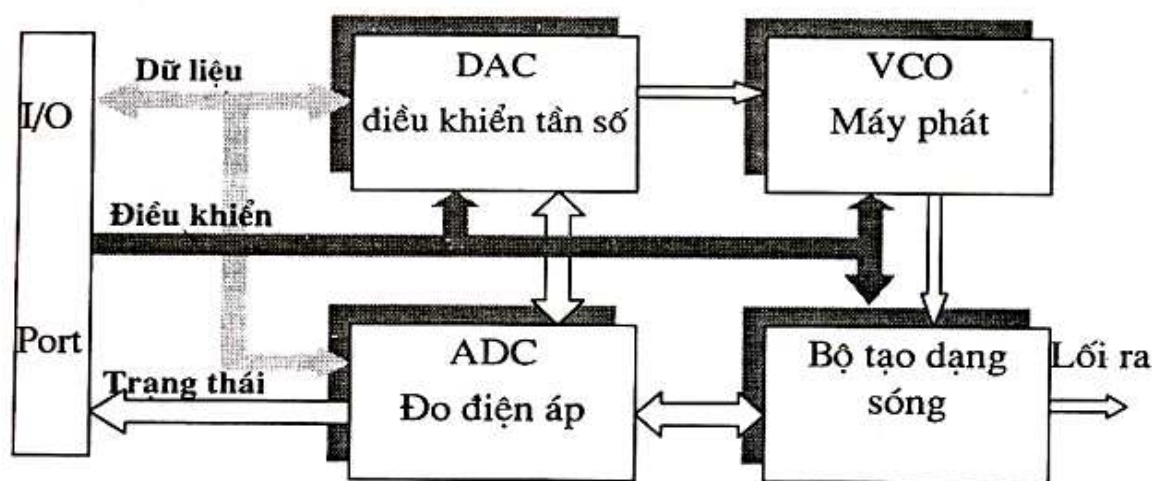 I/O
Port
Dữ liệu
DAC
điều khiển tần số
VCO
Máy phát
Điều khiển
Trạng thái
ADC
Đo điện áp
Bộ tạo dạng
sóng
Lối ra